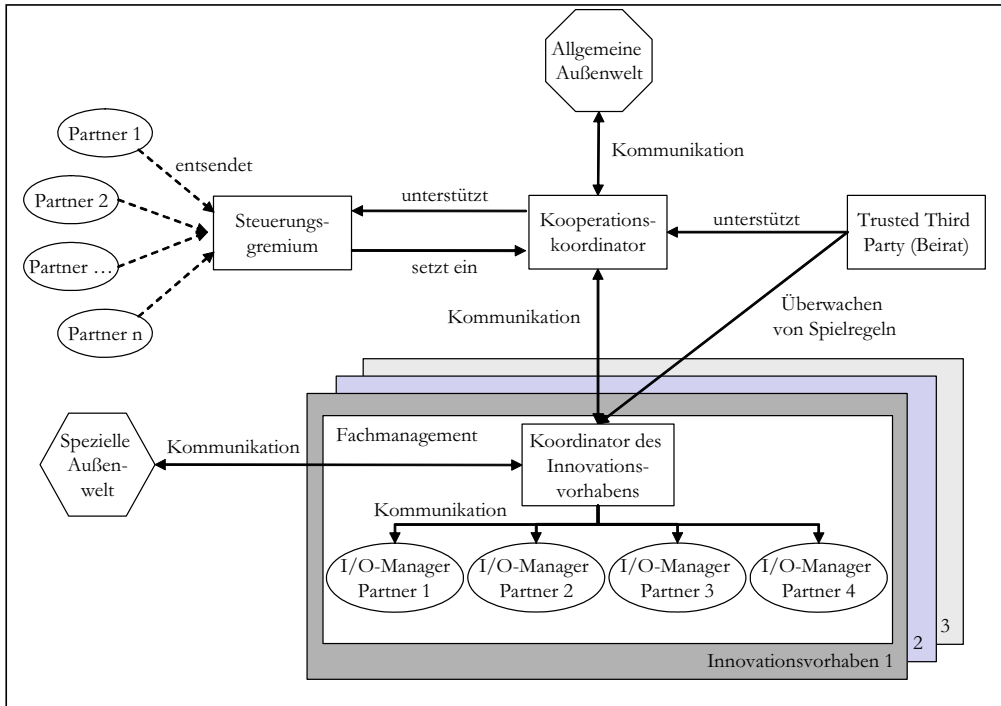 Allgemeine
Außenwelt
Partner 1
entsendet
Kommunikation
Partner 2
unterstützt
unterstützt
Steuerungs-
gremium
Kooperations-
koordinator
Trusted Third
Party (Beirat)
Partner ...
setzt ein
Partner n
Kommunikation
Überwachen
von Spielregeln
Spezielle
Außen-
welt
Kommunikation
Fachmanagement
Koordinator des
Innovations-
vorhabens
Kommunikation
I/O-Manager
Partner 1
I/O-Manager
Partner 2
I/O-Manager
Partner 3
I/O-Manager
Partner 4
3
2
Innovationsvorhaben 1